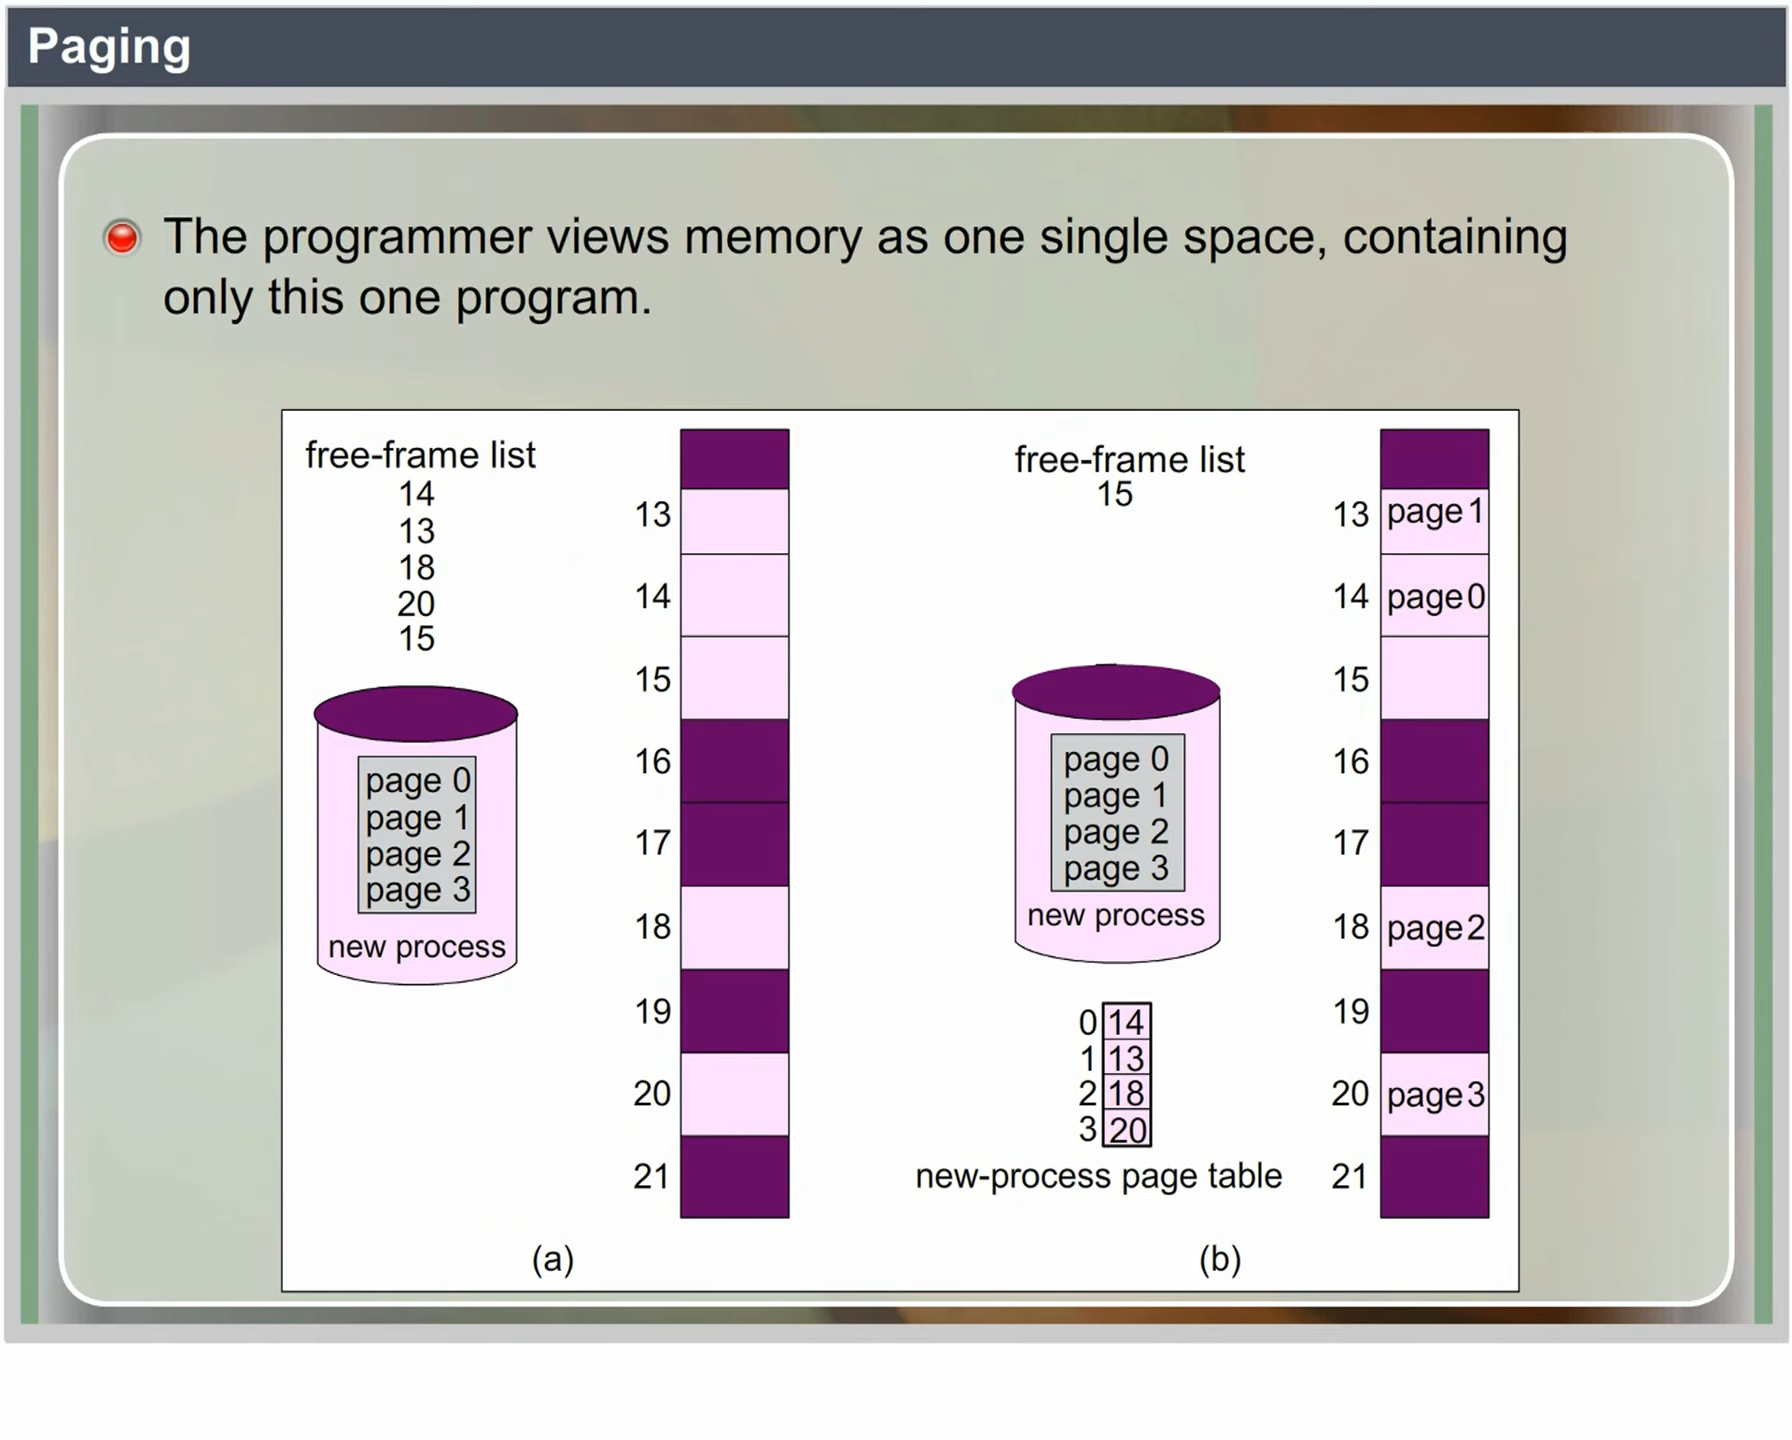 Paging
The programmer views memory as one single space, containing
only this one program.
free-frame list
14
13
18
20
15
page 0
page 1
page 2
page 3
new process
13
14
15
16
17
18
19
20
21
(a)
free-frame list
15
page 0
page 1
page 2
page 3
new process
0 14
1 13
2 18
3 20
new-process page table
13 page 1
14 page 0
15
16
17
18 page 2
19
20 page 3
21
(b)